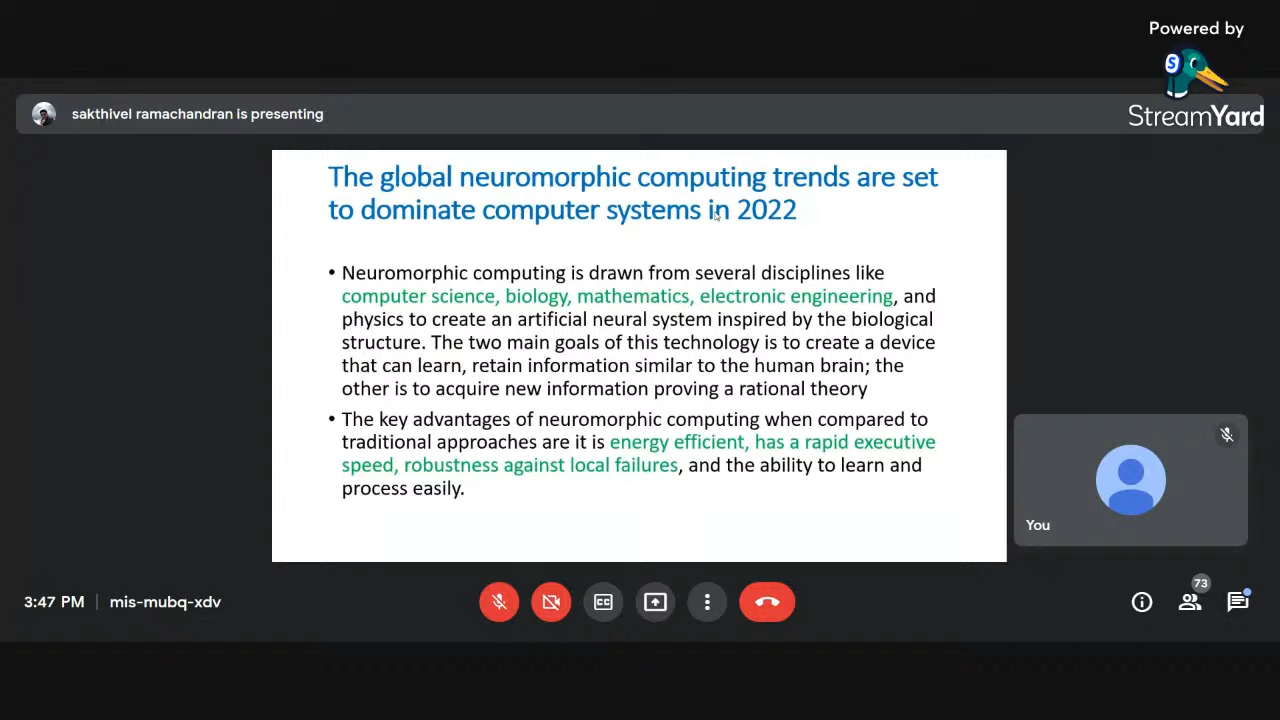 Powered by
S
StreamYard
sakthivel ramachandran is presenting
The global neuromorphic computing trends are set
to dominate computer systems in 2022
• Neuromorphic computing is drawn from several disciplines like
computer science, biology, mathematics, electronic engineering, and
physics to create an artificial neural system inspired by the biological
structure. The two main goals of this technology is to create a device
that can learn, retain information similar to the human brain; the
other is to acquire new information proving a rational theory
• The key advantages of neuromorphic computing when compared to
traditional approaches are it is energy efficient, has a rapid executive
speed, robustness against local failures, and the ability to learn and
process easily.
You
3:47 PM | mis-mubq-xdv
CC
73